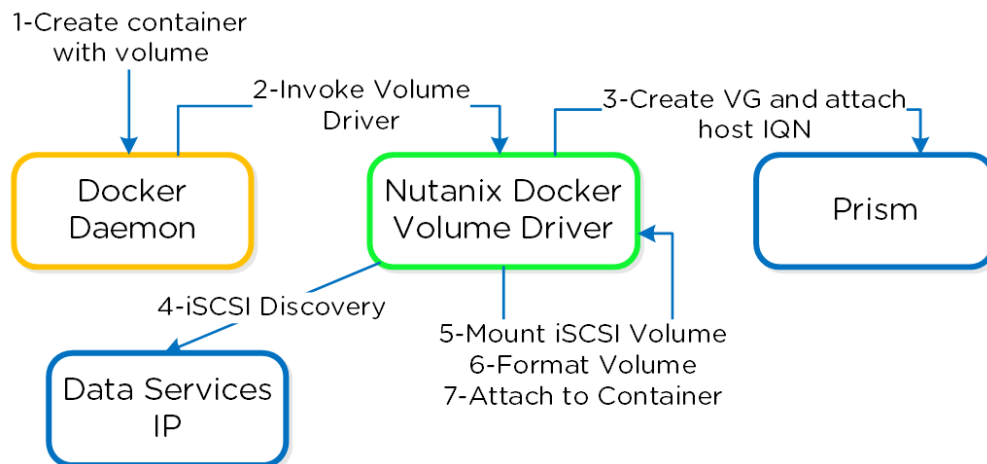 1-Create container
with volume
2-Invoke Volume
Driver
3-Create VG and attach
host IQN
Docker
Daemon
Nutanix Docker
Volume Driver
Prism
4-iSCSI Discovery
5-Mount iSCSI Volume
6-Format Volume
7-Attach to Container
Data Services
IP